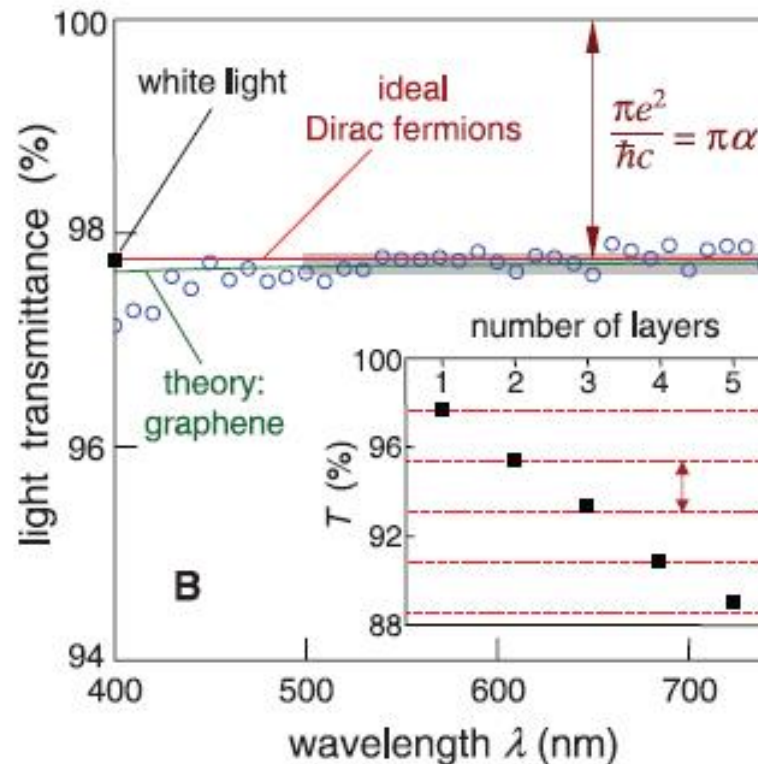 100
white light
ideal
Dirac fermions
πe²/ħc = πα
98
light transmittance (%)
theory:
graphene
96
number of layers
100
1 2 3 4 5
96
T (%)
92
88
B
94
400 500 600 700
wavelength λ (nm)